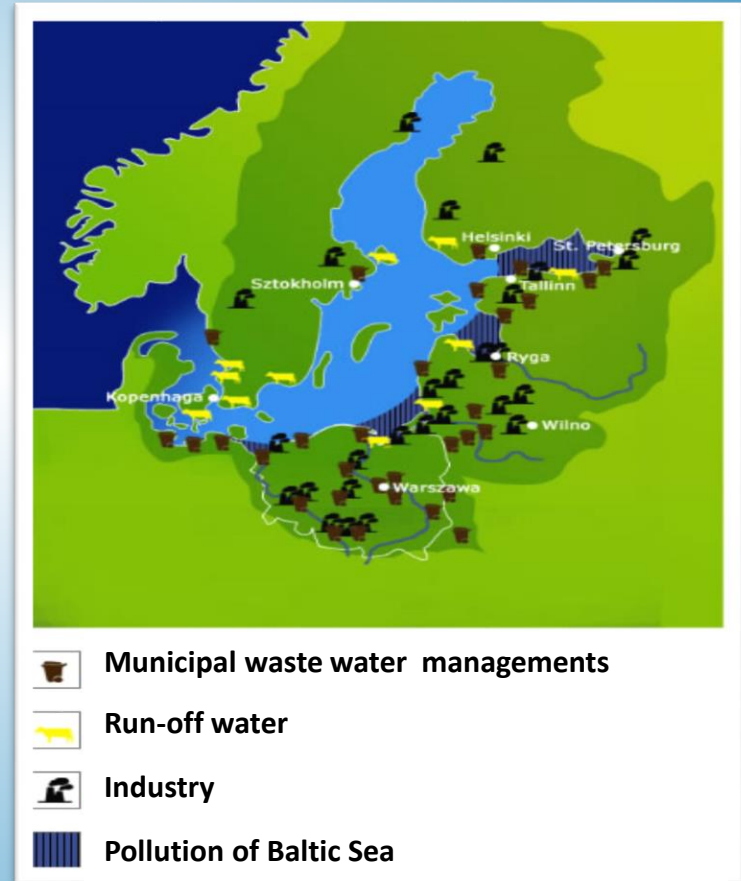 Helsinki
St. Petersburg
Sztokholm
Tallinn
Ryga
Kopenhaga
Wilno
Warszawa
Municipal waste water managements
Run-off water
Industry
Pollution of Baltic Sea